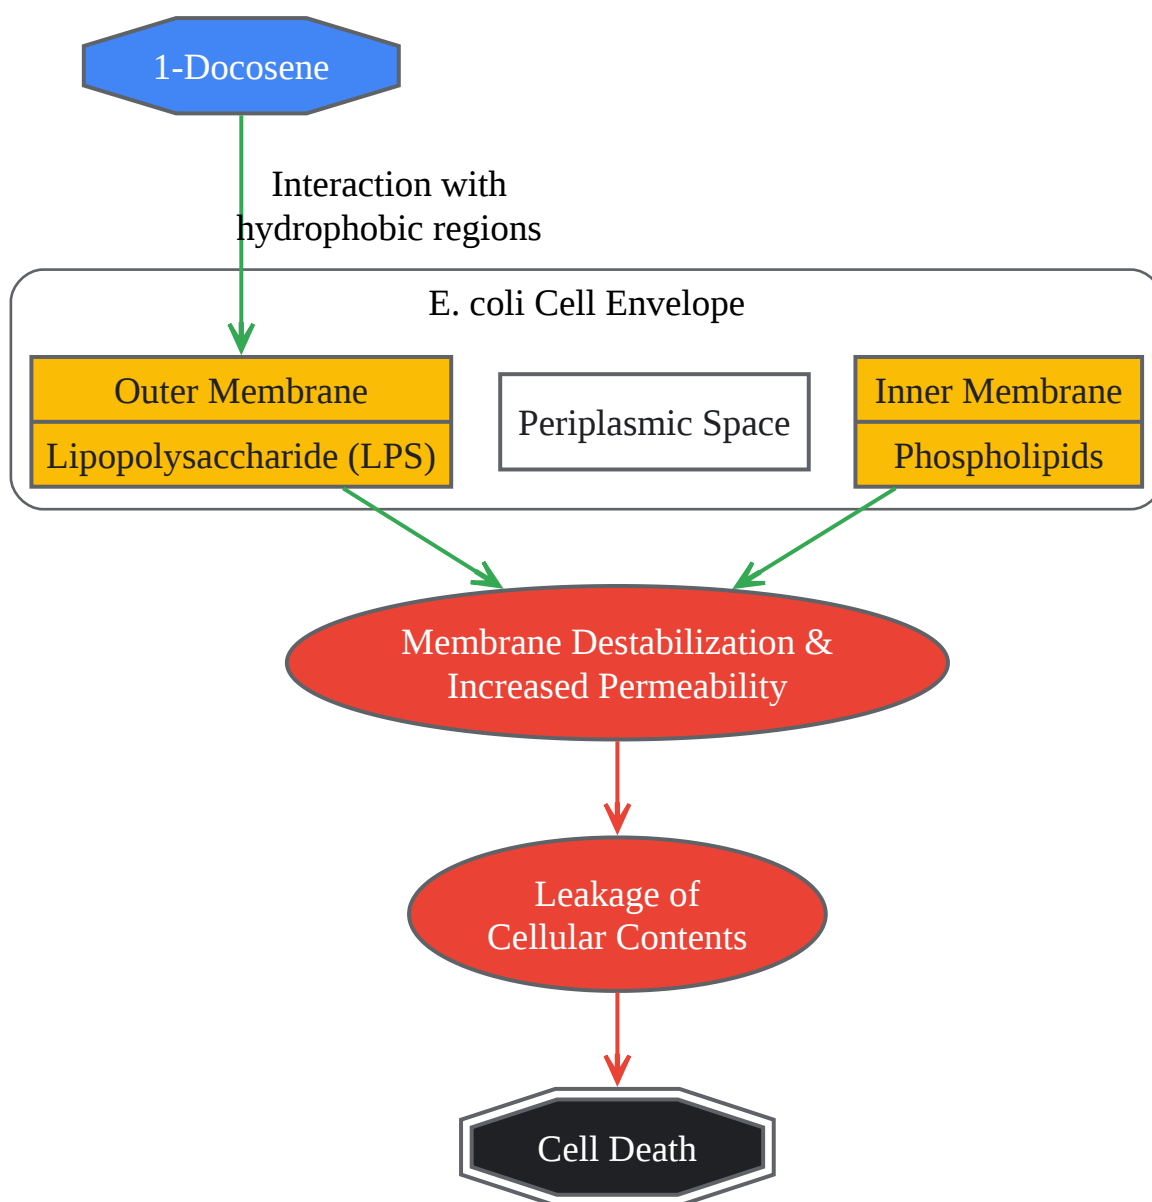 1-Docosene
Interaction with
hydrophobic regions
E. coli Cell Envelope
Outer Membrane
Lipopolysaccharide (LPS)
Periplasmic Space
Inner Membrane
Phospholipids
Membrane Destabilization &
Increased Permeability
Leakage of
Cellular Contents
Cell Death